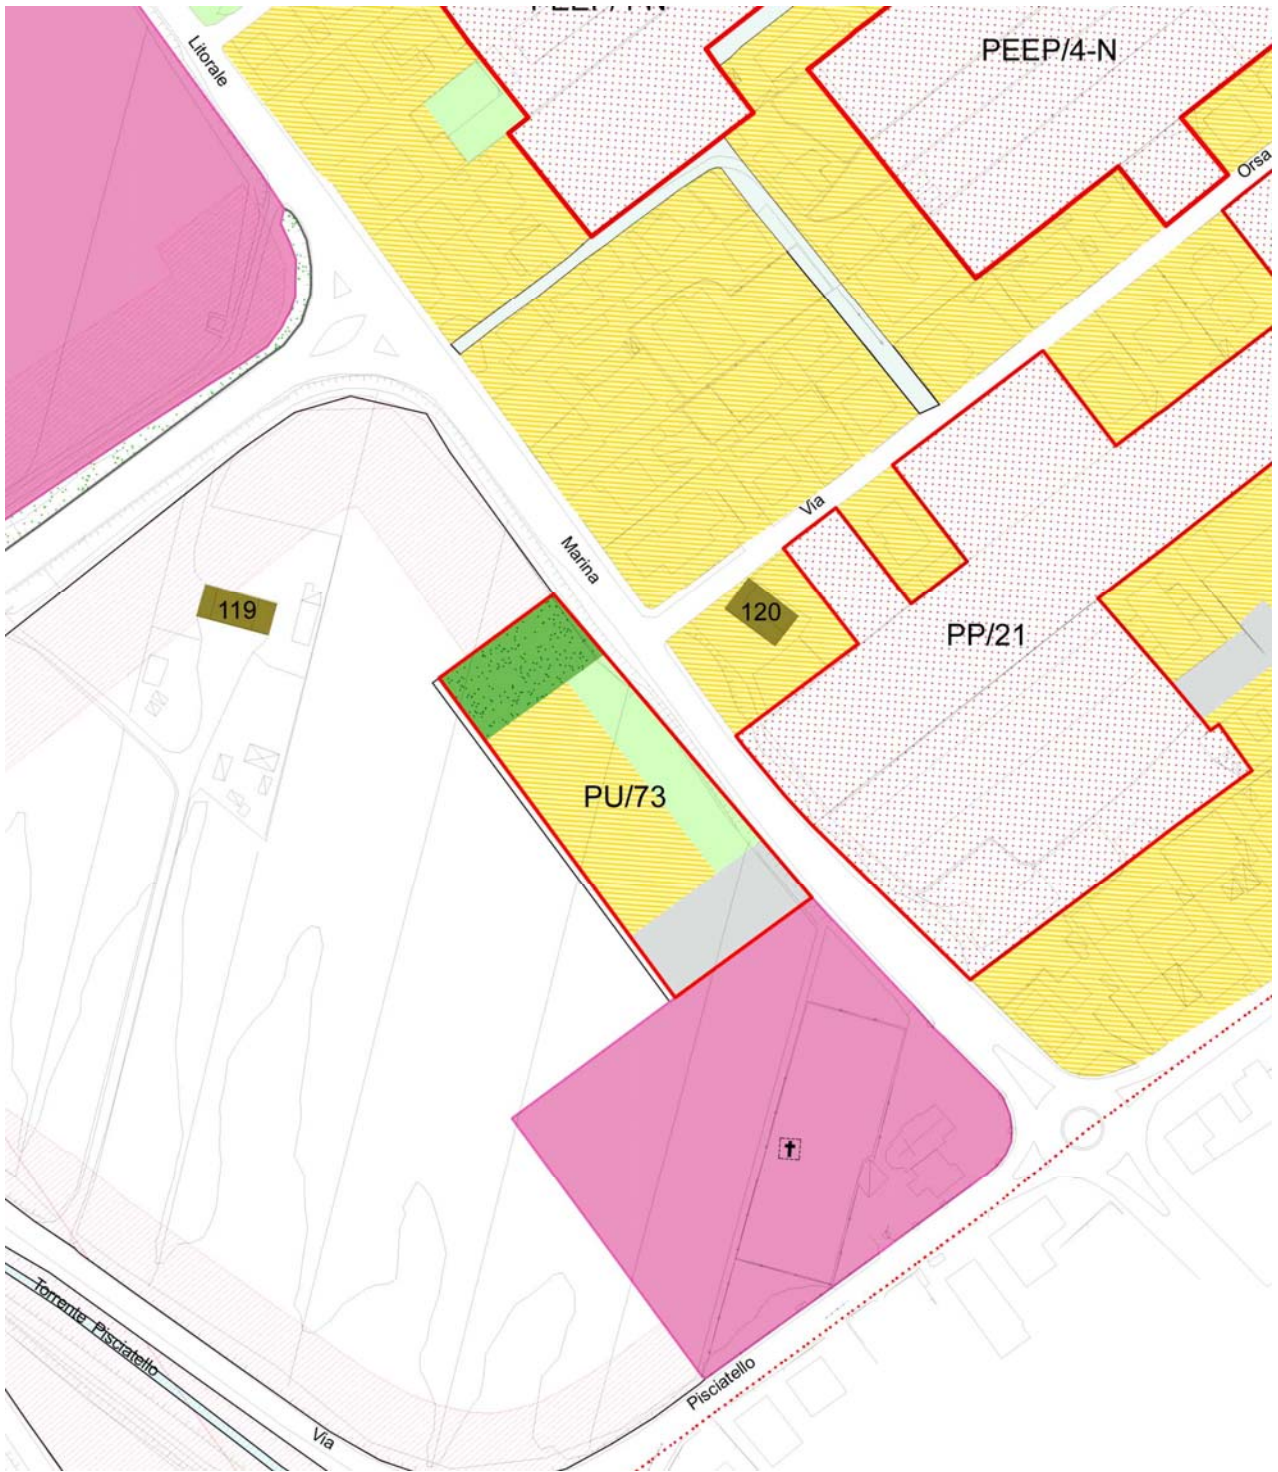 PEEP/4-N
Litorale
Orsa
Via
Marina
119
120
PP/21
PU/73
Torrente Pisciatello
Pisciatello
Via